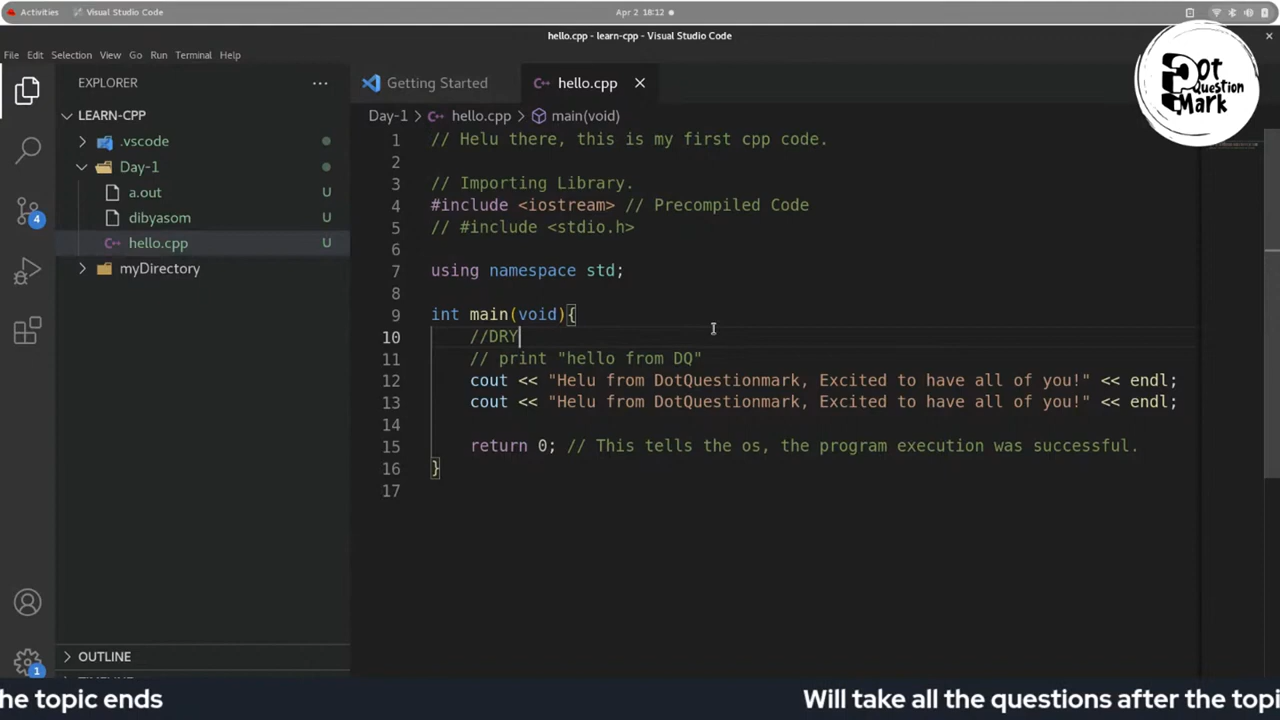 Activities
Visual Studio Code
Apr 2 18:12
hello.cpp - learn-cpp - Visual Studio Code
File Edit Selection View Go Run Terminal Help
Dot
Question
Mark
EXPLORER
LEARN-CPP
.vscode
Day-1
a.out U
dibyasom U
hello.cpp U
myDirectory
OUTLINE
4
1
Getting Started
hello.cpp
Day-1 > hello.cpp > main(void)
1 // Helu there, this is my first cpp code.
2
3 // Importing Library.
4 #include <iostream> // Precompiled Code
5 // #include <stdio.h>
6
7 using namespace std;
8
9 int main(void){
10 //DRY
11 // print "hello from DQ"
12 cout << "Helu from DotQuestionmark, Excited to have all of you!" << endl;
13 cout << "Helu from DotQuestionmark, Excited to have all of you!" << endl;
14
15 return 0; // This tells the os, the program execution was successful.
16 }
17
he topic ends
Will take all the questions after the topi